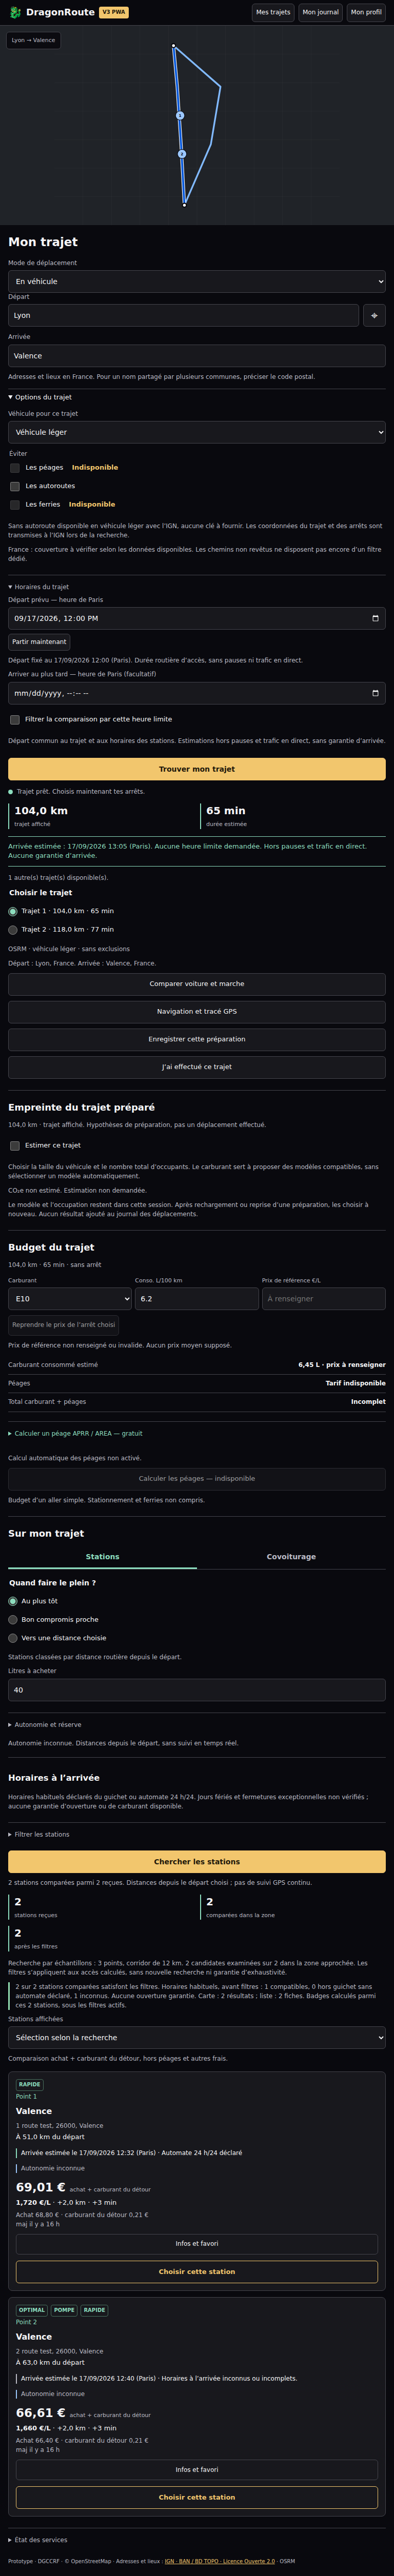 DragonRoute
V3 PWA
Mes trajets
Mon journal
Mon profil
Lyon → Valence
1
2
Mon trajet
Mode de déplacement
En véhicule
Départ
Lyon
Arrivée
Valence
Adresses et lieux en France. Pour un nom partagé par plusieurs communes, préciser le code postal.
▼ Options du trajet
Véhicule pour ce trajet
Véhicule léger
Éviter
Les péages Indisponible
Les autoroutes
Les ferries Indisponible
Sans autoroute disponible en véhicule léger avec l’IGN, aucune clé à fournir. Les coordonnées du trajet et des arrêts sont
transmises à l’IGN lors de la recherche.
France : couverture à vérifier selon les données disponibles. Les chemins non revêtus ne disposent pas encore d’un filtre
dédié.
▼ Horaires du trajet
Départ prévu — heure de Paris
09/17/2026, 12:00 PM
Partir maintenant
Départ fixé au 17/09/2026 12:00 (Paris). Durée routière d’accès, sans pauses ni trafic en direct.
Arriver au plus tard — heure de Paris (facultatif)
mm/dd/yyyy, --:-- --
Filtrer la comparaison par cette heure limite
Départ commun au trajet et aux horaires des stations. Estimations hors pauses et trafic en direct, sans garantie d’arrivée.
Trouver mon trajet
Trajet prêt. Choisis maintenant tes arrêts.
104,0 km
trajet affiché
65 min
durée estimée
Arrivée estimée : 17/09/2026 13:05 (Paris). Aucune heure limite demandée. Hors pauses et trafic en direct.
Aucune garantie d’arrivée.
1 autre(s) trajet(s) disponible(s).
Choisir le trajet
Trajet 1 · 104,0 km · 65 min
Trajet 2 · 118,0 km · 77 min
OSRM · véhicule léger · sans exclusions
Départ : Lyon, France. Arrivée : Valence, France.
Comparer voiture et marche
Navigation et tracé GPS
Enregistrer cette préparation
J’ai effectué ce trajet
Empreinte du trajet préparé
104,0 km · trajet affiché. Hypothèses de préparation, pas un déplacement effectué.
Estimer ce trajet
Choisir la taille du véhicule et le nombre total d’occupants. Le carburant sert à proposer des modèles compatibles, sans
sélectionner un modèle automatiquement.
CO₂e non estimé. Estimation non demandée.
Le modèle et l’occupation restent dans cette session. Après rechargement ou reprise d’une préparation, les choisir à
nouveau. Aucun résultat ajouté au journal des déplacements.
Budget du trajet
104,0 km · 65 min · sans arrêt
Carburant
Conso. L/100 km
Prix de référence €/L
E10
6.2
À renseigner
Reprendre le prix de l’arrêt choisi
Prix de référence non renseigné ou invalide. Aucun prix moyen supposé.
Carburant consommé estimé
6,45 L · prix à renseigner
Péages
Tarif indisponible
Total carburant + péages
Incomplet
▶ Calculer un péage APRR / AREA — gratuit
Calcul automatique des péages non activé.
Calculer les péages — indisponible
Budget d’un aller simple. Stationnement et ferries non compris.
Sur mon trajet
Stations
Covoiturage
Quand faire le plein ?
Au plus tôt
Bon compromis proche
Vers une distance choisie
Stations classées par distance routière depuis le départ.
Litres à acheter
40
▶ Autonomie et réserve
Autonomie inconnue. Distances depuis le départ, sans suivi en temps réel.
Horaires à l’arrivée
Horaires habituels déclarés du guichet ou automate 24 h/24. Jours fériés et fermetures exceptionnelles non vérifiés ;
aucune garantie d’ouverture ou de carburant disponible.
▶ Filtrer les stations
Chercher les stations
2 stations comparées parmi 2 reçues. Distances depuis le départ choisi ; pas de suivi GPS continu.
2
stations reçues
2
comparées dans la zone
2
après les filtres
Recherche par échantillons : 3 points, corridor de 12 km. 2 candidates examinées sur 2 dans la zone approchée. Les
filtres s’appliquent aux accès calculés, sans nouvelle recherche ni garantie d’exhaustivité.
2 sur 2 stations comparées satisfont les filtres. Horaires habituels, avant filtres : 1 compatibles, 0 hors guichet sans
automate déclaré, 1 inconnus. Aucune ouverture garantie. Carte : 2 résultats ; liste : 2 fiches. Badges calculés parmi
ces 2 stations, sous les filtres actifs.
Stations affichées
Sélection selon la recherche
Comparaison achat + carburant du détour, hors péages et autres frais.
RAPIDE
Point 1
Valence
1 route test, 26000, Valence
À 51,0 km du départ
Arrivée estimée le 17/09/2026 12:32 (Paris) · Automate 24 h/24 déclaré
Autonomie inconnue
69,01 € achat + carburant du détour
1,720 €/L · +2,0 km · +3 min
Achat 68,80 € · carburant du détour 0,21 €
maj il y a 16 h
Infos et favori
Choisir cette station
OPTIMAL
POMPE
RAPIDE
Point 2
Valence
2 route test, 26000, Valence
À 63,0 km du départ
Arrivée estimée le 17/09/2026 12:40 (Paris) · Horaires à l’arrivée inconnus ou incomplets.
Autonomie inconnue
66,61 € achat + carburant du détour
1,660 €/L · +2,0 km · +3 min
Achat 66,40 € · carburant du détour 0,21 €
maj il y a 16 h
Infos et favori
Choisir cette station
▶ État des services
Prototype · DGCCRF · © OpenStreetMap · Adresses et lieux : IGN · BAN / BD TOPO · Licence Ouverte 2.0 · OSRM